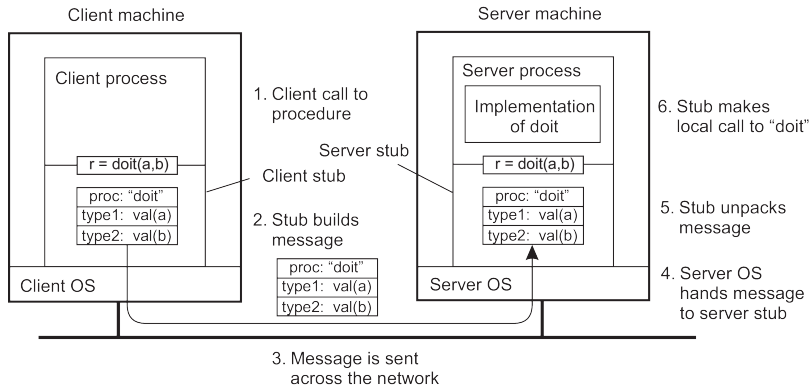 Client machine
Server machine
Client process
1. Client call to
procedure
Server process
Implementation
of doit
6. Stub makes
local call to “doit”
Server stub
r = doit(a,b)
r = doit(a,b)
Client stub
proc: “doit”
type1: val(a)
type2: val(b)
proc: “doit”
type1: val(a)
type2: val(b)
2. Stub builds
message
5. Stub unpacks
message
proc: “doit”
type1: val(a)
type2: val(b)
4. Server OS
hands message
to server stub
Client OS
Server OS
3. Message is sent
across the network